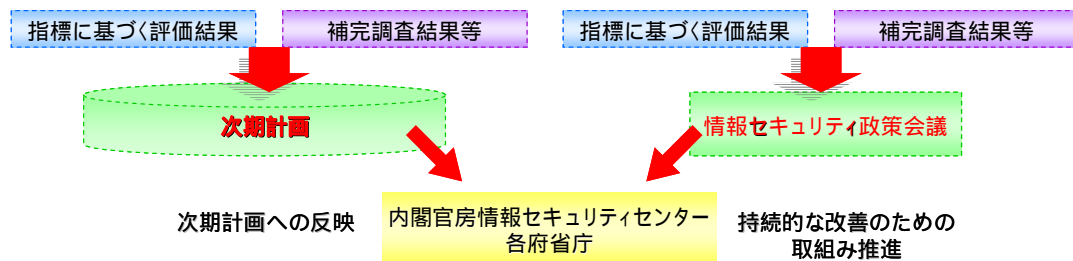 指標に基づく評価結果
補完調査結果等
指標に基づく評価結果
補完調査結果等
次期計画
情報セキュリティ政策会議
次期計画への反映
内閣官房情報セキュリティセンター
各府省庁
持続的な改善のための
取組み推進